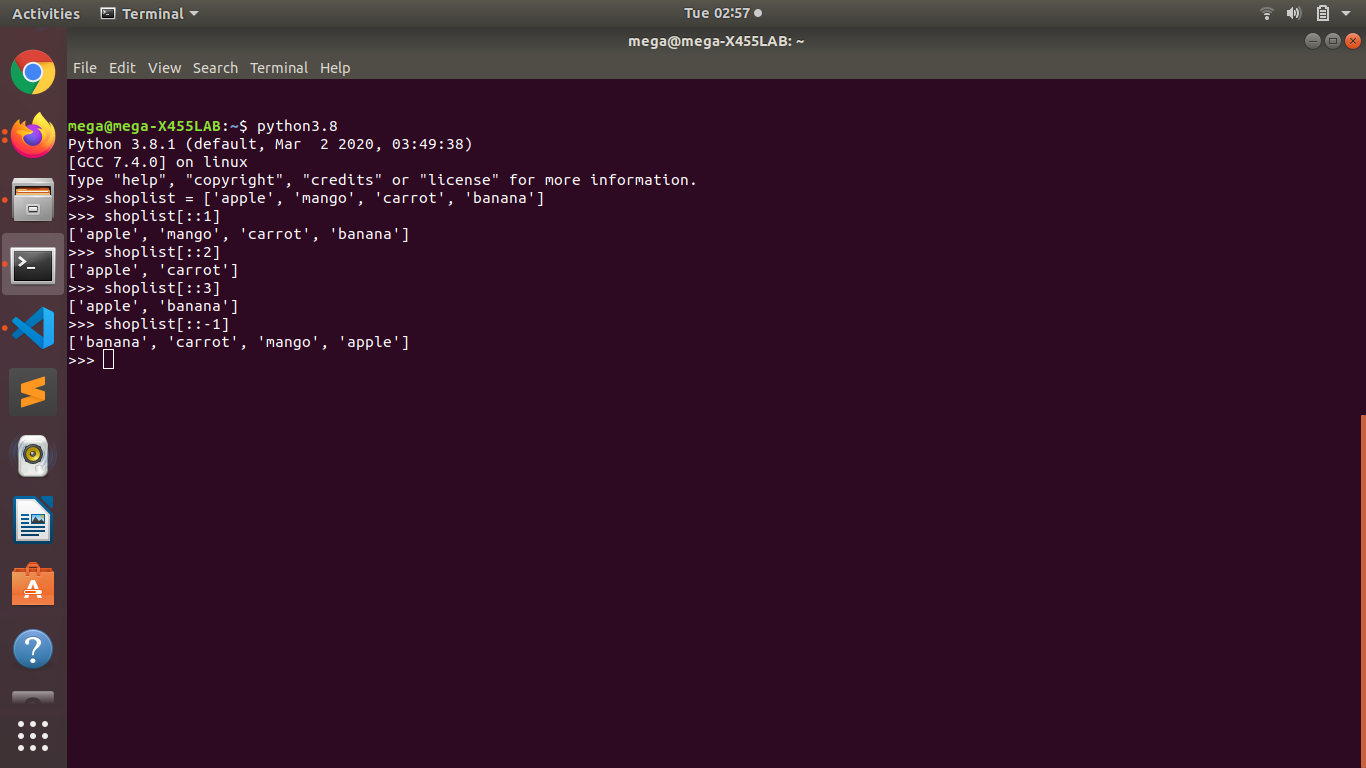 Activities Terminal Tue 02:57
mega@mega-X455LAB: ~
File Edit View Search Terminal Help
mega@mega-X455LAB:~$ python3.8
Python 3.8.1 (default, Mar  2 2020, 03:49:38)
[GCC 7.4.0] on linux
Type "help", "copyright", "credits" or "license" for more information.
>>> shoplist = ['apple', 'mango', 'carrot', 'banana']
>>> shoplist[::1]
['apple', 'mango', 'carrot', 'banana']
>>> shoplist[::2]
['apple', 'carrot']
>>> shoplist[::3]
['apple', 'banana']
>>> shoplist[::-1]
['banana', 'carrot', 'mango', 'apple']
>>>